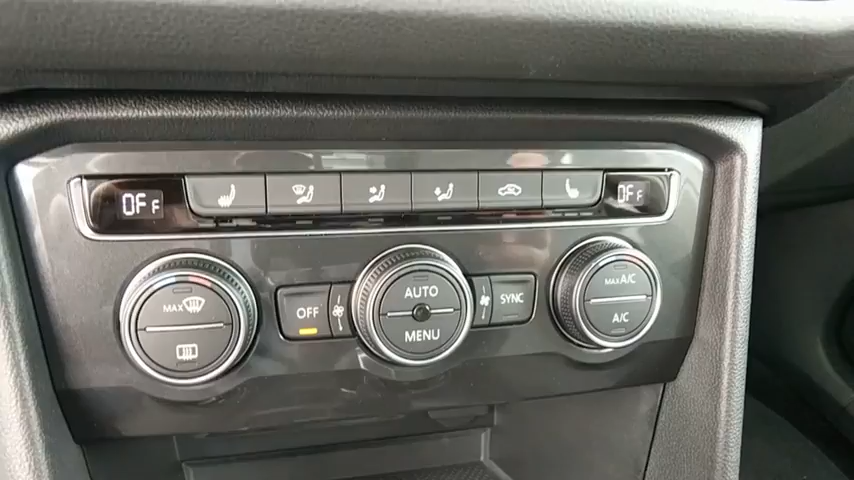 OFF
OFF
MAX
OFF
AUTO
MENU
SYNC
MAX A/C
A/C